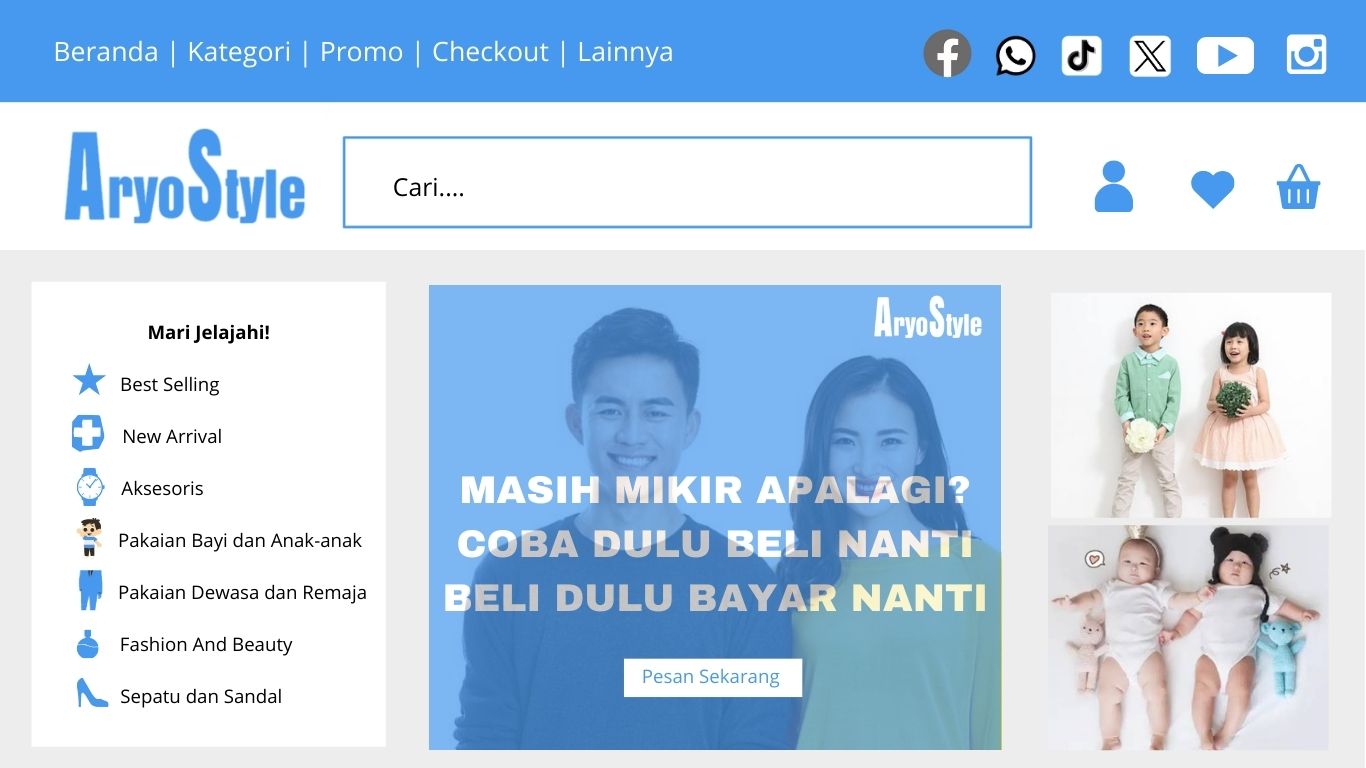 Beranda | Kategori | Promo | Checkout | Lainnya
AryoStyle
Cari....
Mari Jelajahi!
Best Selling
New Arrival
Aksesoris
Pakaian Bayi dan Anak-anak
Pakaian Dewasa dan Remaja
Fashion And Beauty
Sepatu dan Sandal
AryoStyle
MASIH MIKIR APALAGI?
COBA DULU BELI NANTI
BELI DULU BAYAR NANTI
Pesan Sekarang